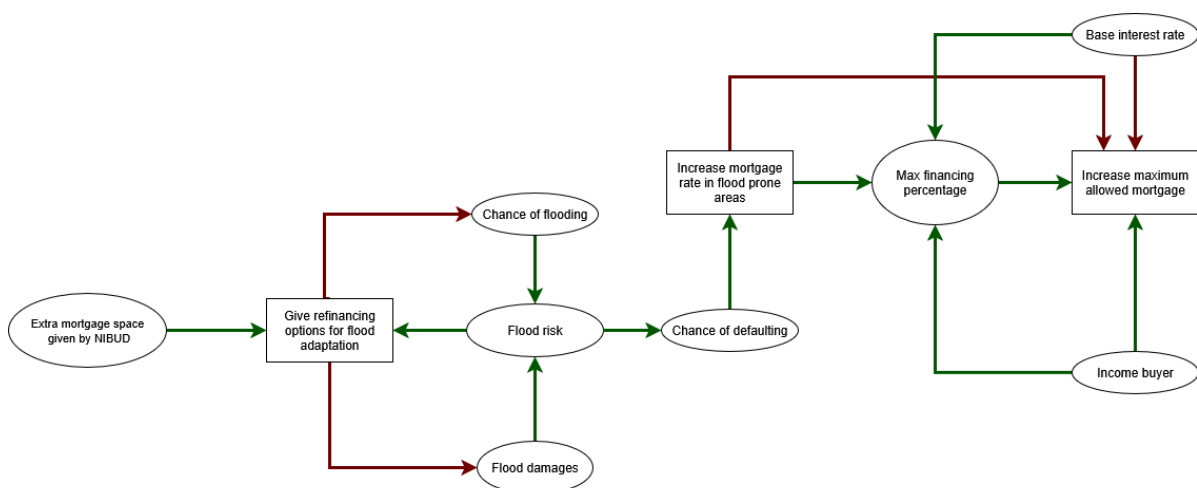 Base interest rate
Increase mortgage
rate in flood prone
areas
Max financing
percentage
Increase maximum
allowed mortgage
Chance of flooding
Extra mortgage space
given by NIBUD
Give refinancing
options for flood
adaptation
Flood risk
Chance of defaulting
Income buyer
Flood damages